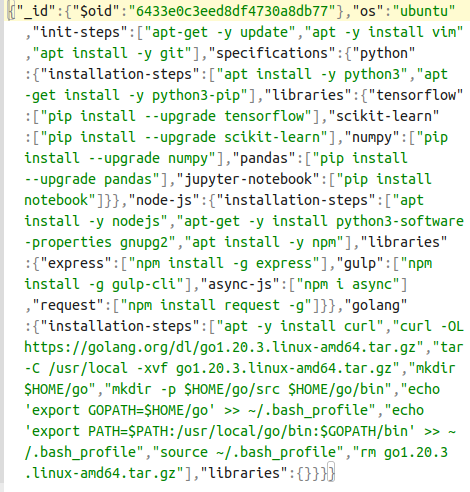 {"_id":{"$oid":"6433e0c3eed8df4730a8db77"},"os":"ubuntu"
,"init-steps":["apt-get -y update","apt -y install vim"
,"apt install -y git"],"specifications":{"python"
:{"installation-steps":["apt install -y python3","apt
-get install -y python3-pip"],"libraries":{"tensorflow"
:["pip install --upgrade tensorflow"],"scikit-learn"
:["pip install --upgrade scikit-learn"],"numpy":["pip
install --upgrade numpy"],"pandas":["pip install
--upgrade pandas"],"jupyter-notebook":["pip install
notebook"]}},"node-js":{"installation-steps":["apt
install -y nodejs","apt-get -y install python3-software
-properties gnupg2","apt install -y npm"],"libraries"
:{"express":["npm install -g express"],"gulp":["npm
install -g gulp-cli"],"async-js":["npm i async"]
,"request":["npm install request -g"]}},"golang"
:{"installation-steps":["apt -y install curl","curl -OL
https://golang.org/dl/go1.20.3.linux-amd64.tar.gz","tar
-C /usr/local -xvf go1.20.3.linux-amd64.tar.gz","mkdir
$HOME/go","mkdir -p $HOME/go/src $HOME/go/bin","echo
'export GOPATH=$HOME/go' >> ~/.bash_profile","echo
'export PATH=$PATH:/usr/local/go/bin:$GOPATH/bin' >> ~
/.bash_profile","source ~/.bash_profile","rm go1.20.3
.linux-amd64.tar.gz"],"libraries":{}}}}